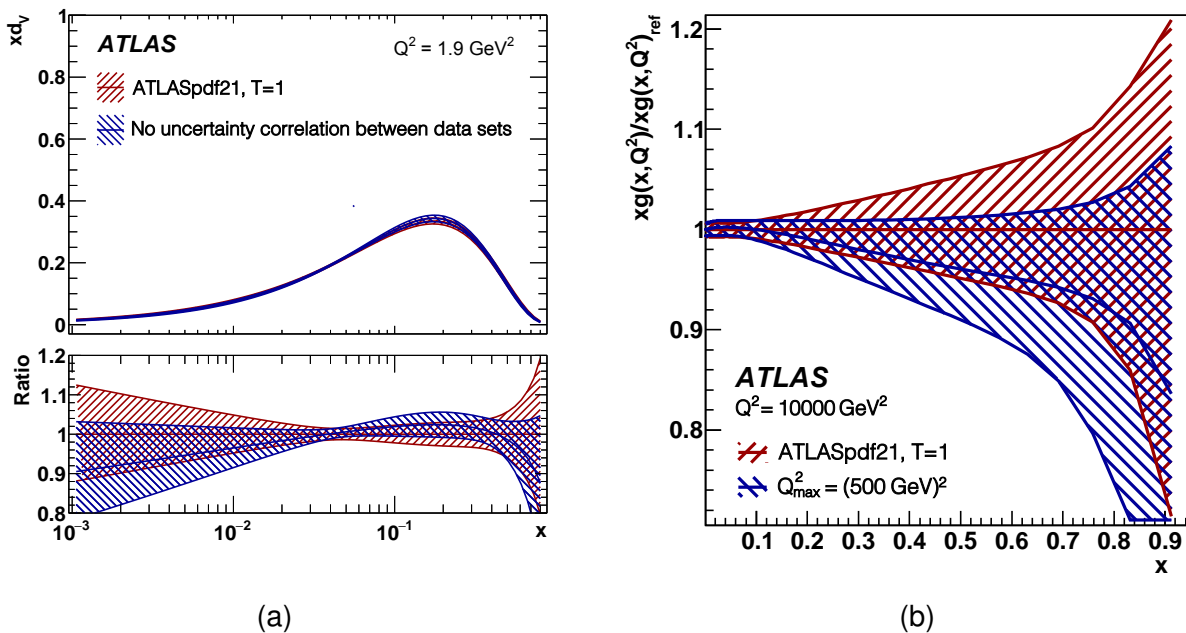 xd_V
1
0.8
0.6
0.4
0.2
0
ATLAS
Q² = 1.9 GeV²
ATLASpdf21, T=1
No uncertainty correlation between data sets
Ratio
1.2
1.1
1
0.9
0.8
10⁻³
10⁻²
10⁻¹
x
(a)
xg(x,Q²)/xg(x,Q²)_ref
1.2
1.1
1
0.9
0.8
ATLAS
Q² = 10000 GeV²
ATLASpdf21, T=1
Q²_max = (500 GeV)²
0.1 0.2 0.3 0.4 0.5 0.6 0.7 0.8 0.9
x
(b)